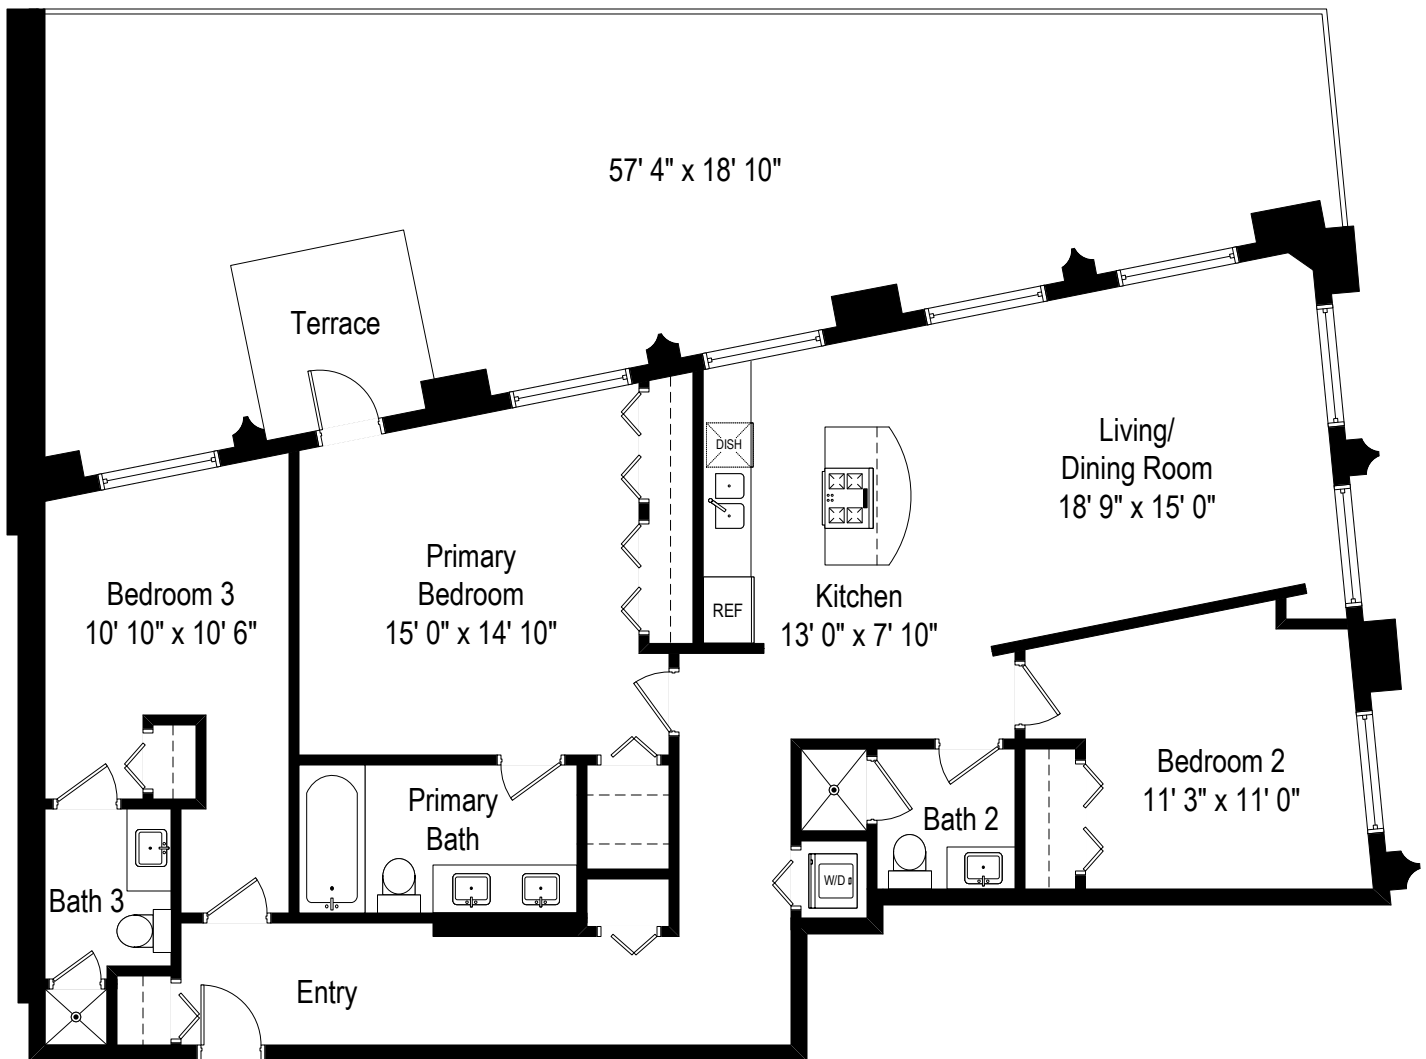 57' 4" x 18' 10"
Terrace
DISH
Living/
Dining Room
18' 9" x 15' 0"
Primary
Bedroom
15' 0" x 14' 10"
Bedroom 3
10' 10" x 10' 6"
REF
Kitchen
13' 0" x 7' 10"
Bedroom 2
11' 3" x 11' 0"
Primary
Bath
Bath 2
W/D
Bath 3
Entry